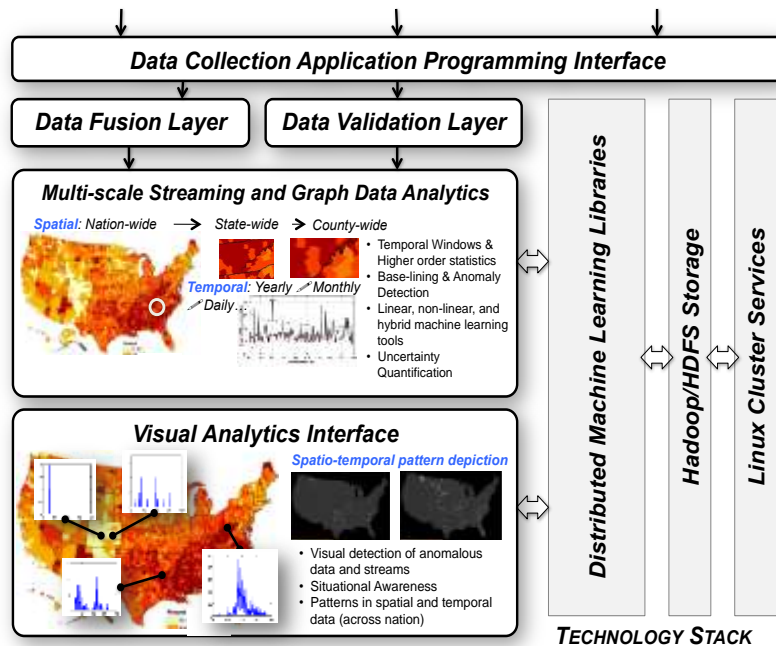 Data Collection Application Programming Interface
Data Fusion Layer
Data Validation Layer
Multi-scale Streaming and Graph Data Analytics
Spatial: Nation-wide State-wide County-wide
• Temporal Windows &
Higher order statistics
• Base-lining & Anomaly
Detection
• Linear, non-linear, and
hybrid machine learning
tools
• Uncertainty
Quantification
Temporal: Yearly Monthly
Daily…
Visual Analytics Interface
Spatio-temporal pattern depiction
• Visual detection of anomalous
data and streams
• Situational Awareness
• Patterns in spatial and temporal
data (across nation)
Distributed Machine Learning Libraries
Hadoop/HDFS Storage
Linux Cluster Services
TECHNOLOGY STACK